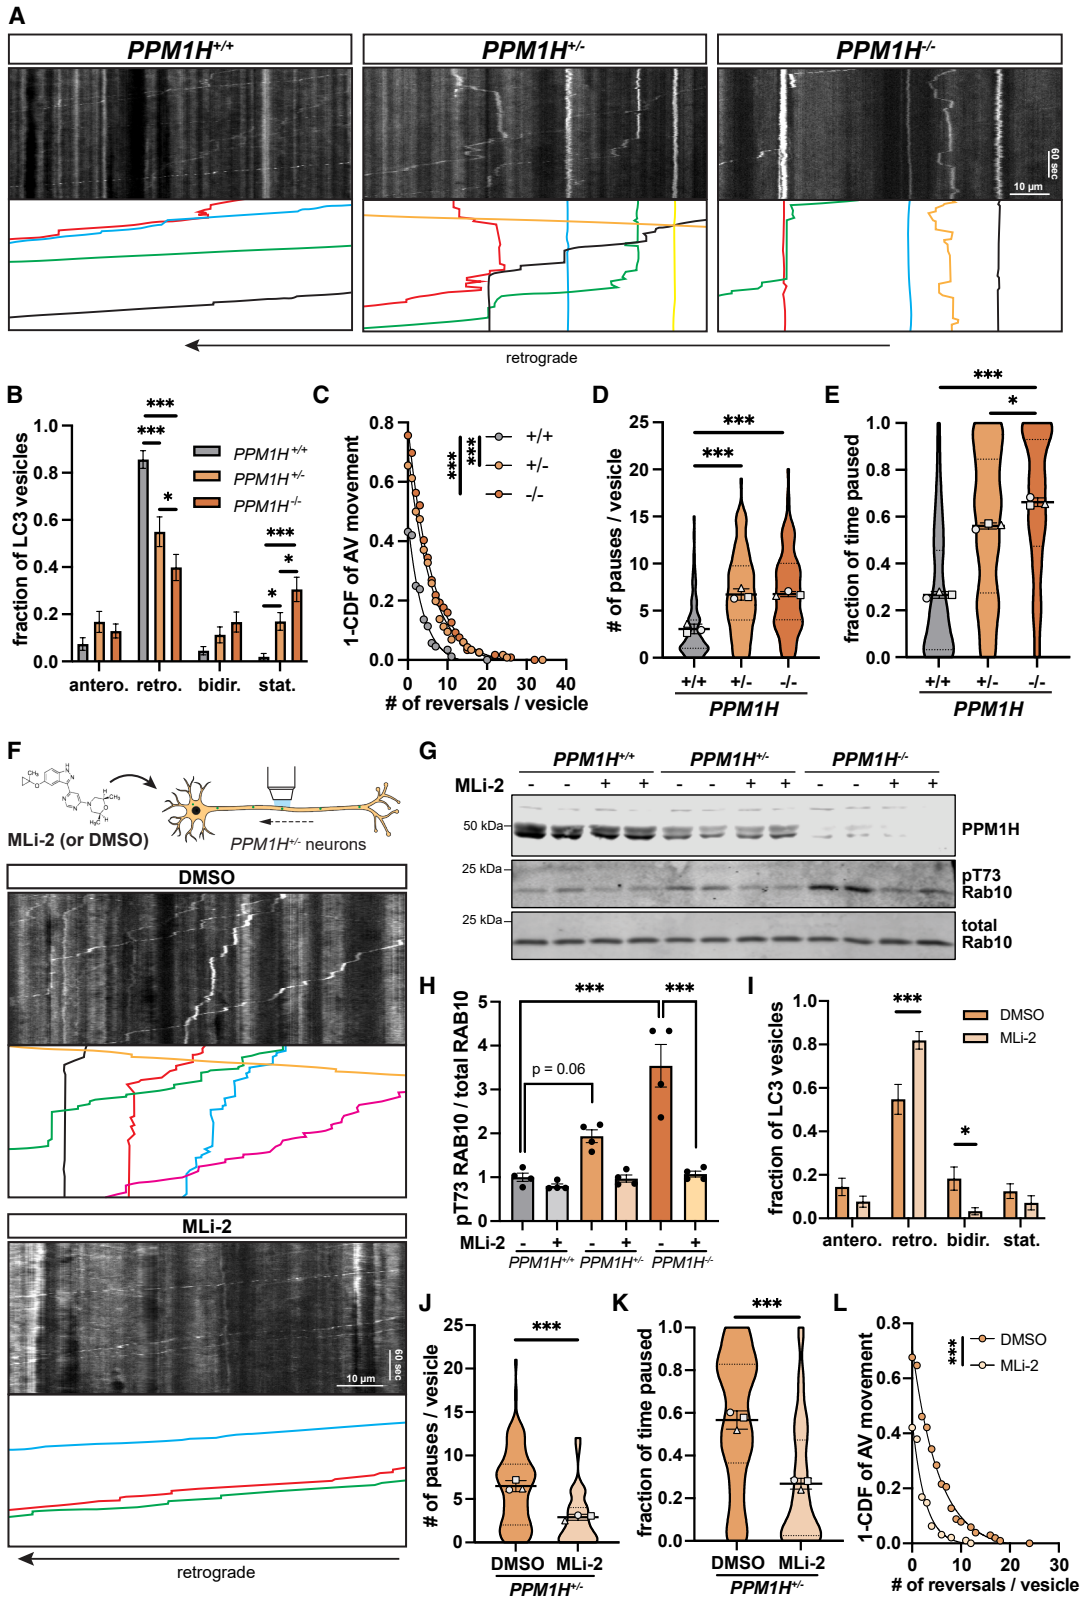 A
PPM1H+/+
PPM1H+/-
PPM1H-/-
60 sec
10 µm
retrograde
B
fraction of LC3 vesicles
1.0
0.8
0.6
0.4
0.2
0.0
***
***
*
***
*
*
PPM1H+/+
PPM1H+/-
PPM1H-/-
antero. retro. bidir. stat.
C
1-CDF of AV movement
0.8
0.6
0.4
0.2
0.0
***
***
+/+
+/-
-/-
0 10 20 30 40
# of reversals / vesicle
D
# of pauses / vesicle
25
20
15
10
5
0
***
***
+/+ +/- -/-
PPM1H
E
fraction of time paused
1.0
0.8
0.6
0.4
0.2
0.0
***
*
+/+ +/- -/-
PPM1H
F
CH3
O
N
NH
N
N
N
CH3
H
O
H3C
H
MLi-2 (or DMSO)
PPM1H+/- neurons
DMSO
MLi-2
60 sec
10 µm
retrograde
G
PPM1H+/+ PPM1H+/- PPM1H-/-
MLi-2 - - + + - - + + - - + +
50 kDa
PPM1H
25 kDa
pT73
Rab10
25 kDa
total
Rab10
H
pT73 RAB10 / total RAB10
5
4
3
2
1
0
***
***
p = 0.06
MLi-2 - + - + - +
PPM1H+/+ PPM1H+/- PPM1H-/-
I
fraction of LC3 vesicles
1.0
0.8
0.6
0.4
0.2
0.0
***
*
DMSO
MLi-2
antero. retro. bidir. stat.
J
# of pauses / vesicle
25
20
15
10
5
0
***
DMSO MLi-2
PPM1H+/-
K
fraction of time paused
1.0
0.8
0.6
0.4
0.2
0.0
***
DMSO MLi-2
PPM1H+/-
L
1-CDF of AV movement
0.8
0.4
0.2
0.0
***
DMSO
MLi-2
0 10 20 30
# of reversals / vesicle